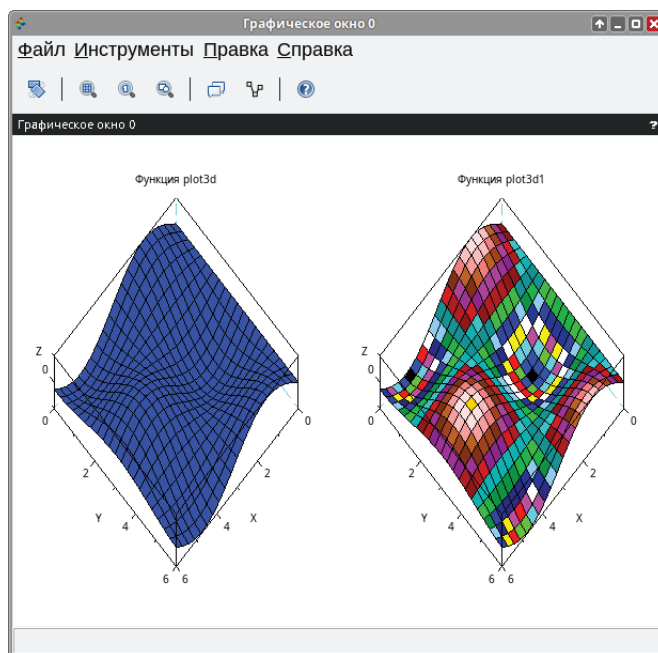 Графическое окно 0
Файл Инструменты Правка Справка
Графическое окно 0 ?
Функция plot3d
Функция plot3d1
Z
0
0
2
Y
4
6
6
4
X
2
0
Z
0
0
2
Y
4
6
6
4
X
2
0